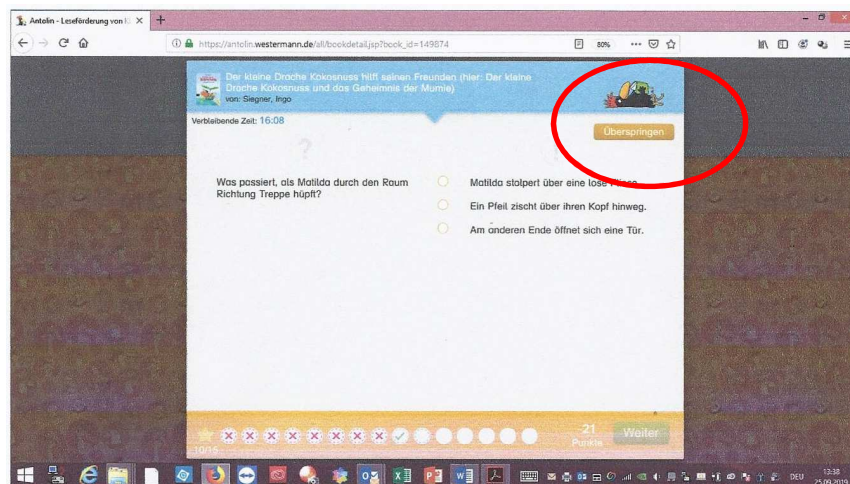 Antolin - Leseförderung von
https://antolin.westermann.de/all/bookdetail.jsp?book_id=149874
80%
Der kleine Drache Kokosnuss hilft seinen Freunden (hier: Der kleine
Drache Kokosnuss und das Geheimnis der Mumie)
von: Siegner, Ingo
Verbleibende Zeit: 16:08
Überspringen
Was passiert, als Matilda durch den Raum
Richtung Treppe hüpft?
Matilda stolpert über eine lose Fliese.
Ein Pfeil zischt über ihren Kopf hinweg.
Am anderen Ende öffnet sich eine Tür.
10/15
21
Punkte
Weiter
DEU
13:38
25.09.2019